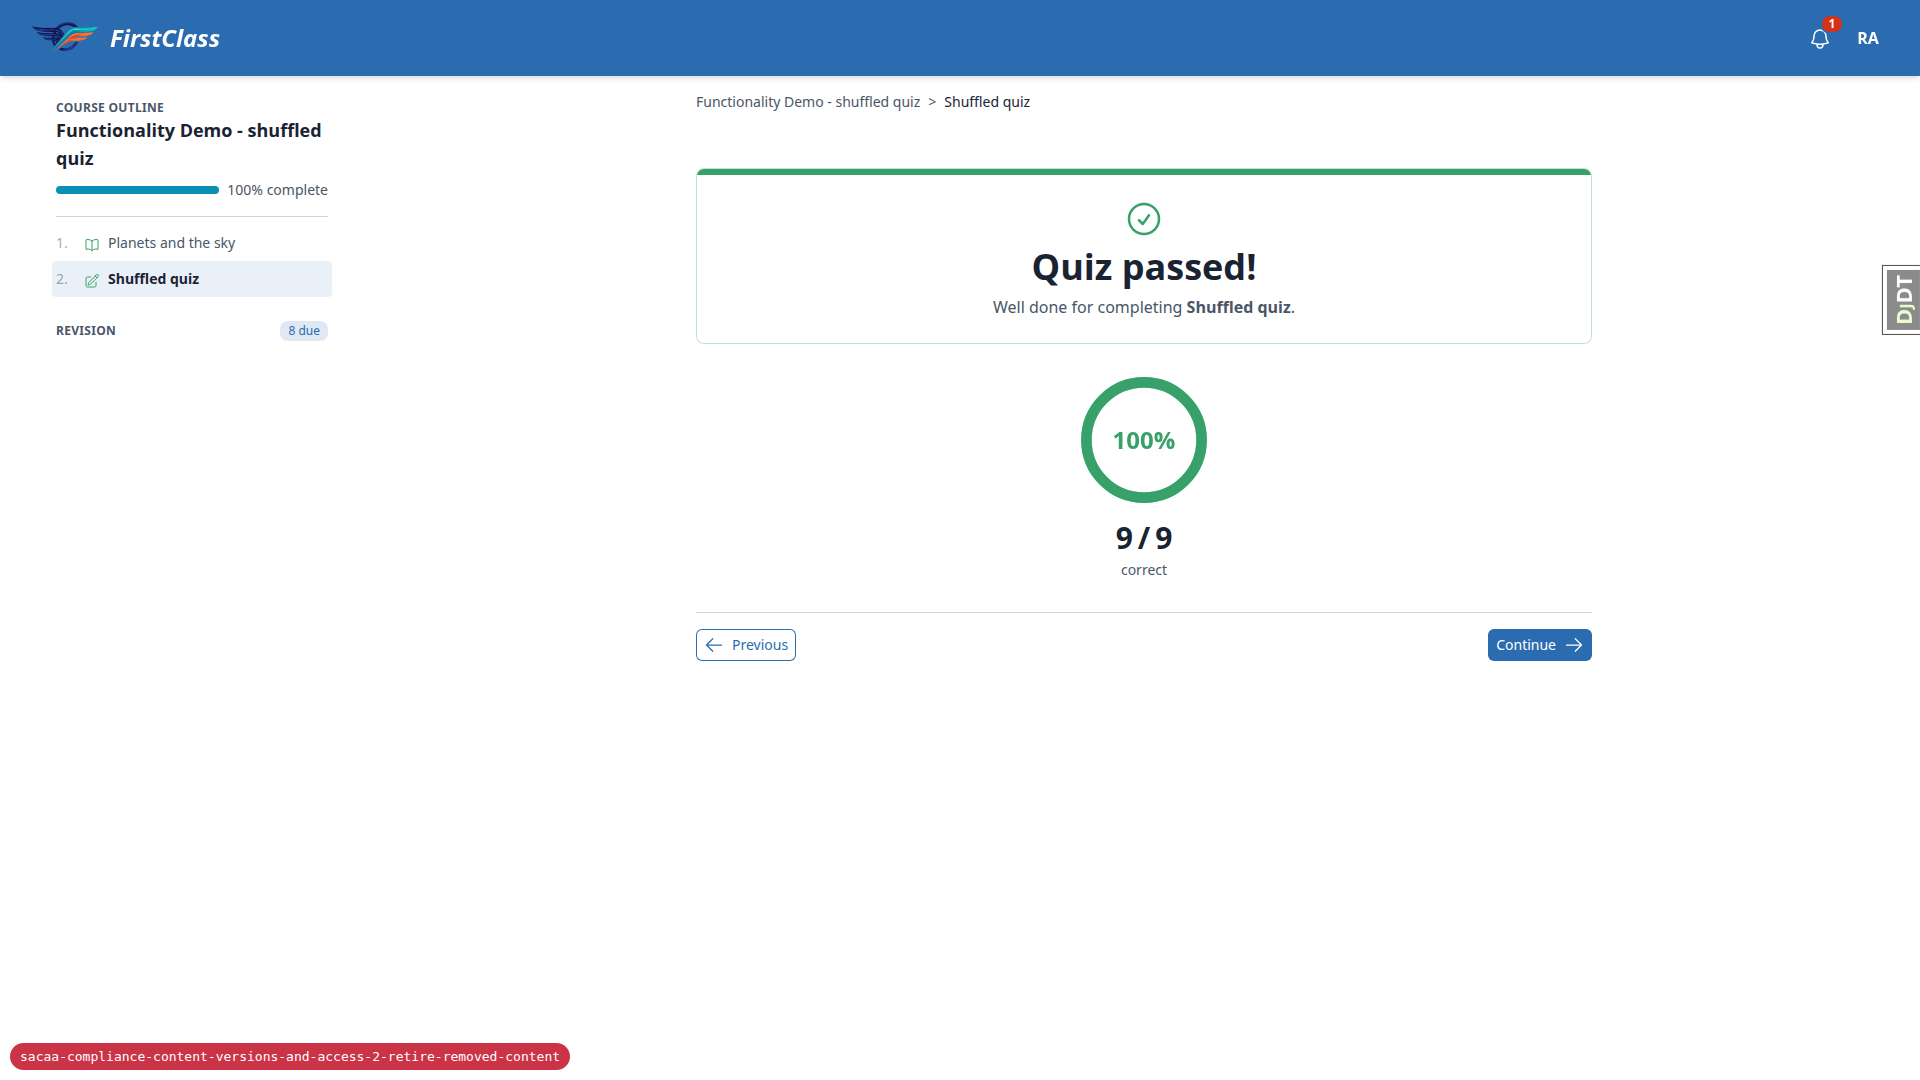 FirstClass
1
RA
COURSE OUTLINE
Functionality Demo - shuffled
quiz
100% complete
1. Planets and the sky
2. Shuffled quiz
REVISION
8 due
Functionality Demo - shuffled quiz > Shuffled quiz
Quiz passed!
Well done for completing Shuffled quiz.
100%
9 / 9
correct
Previous
Continue
DjDT
sacaa-compliance-content-versions-and-access-2-retire-removed-content